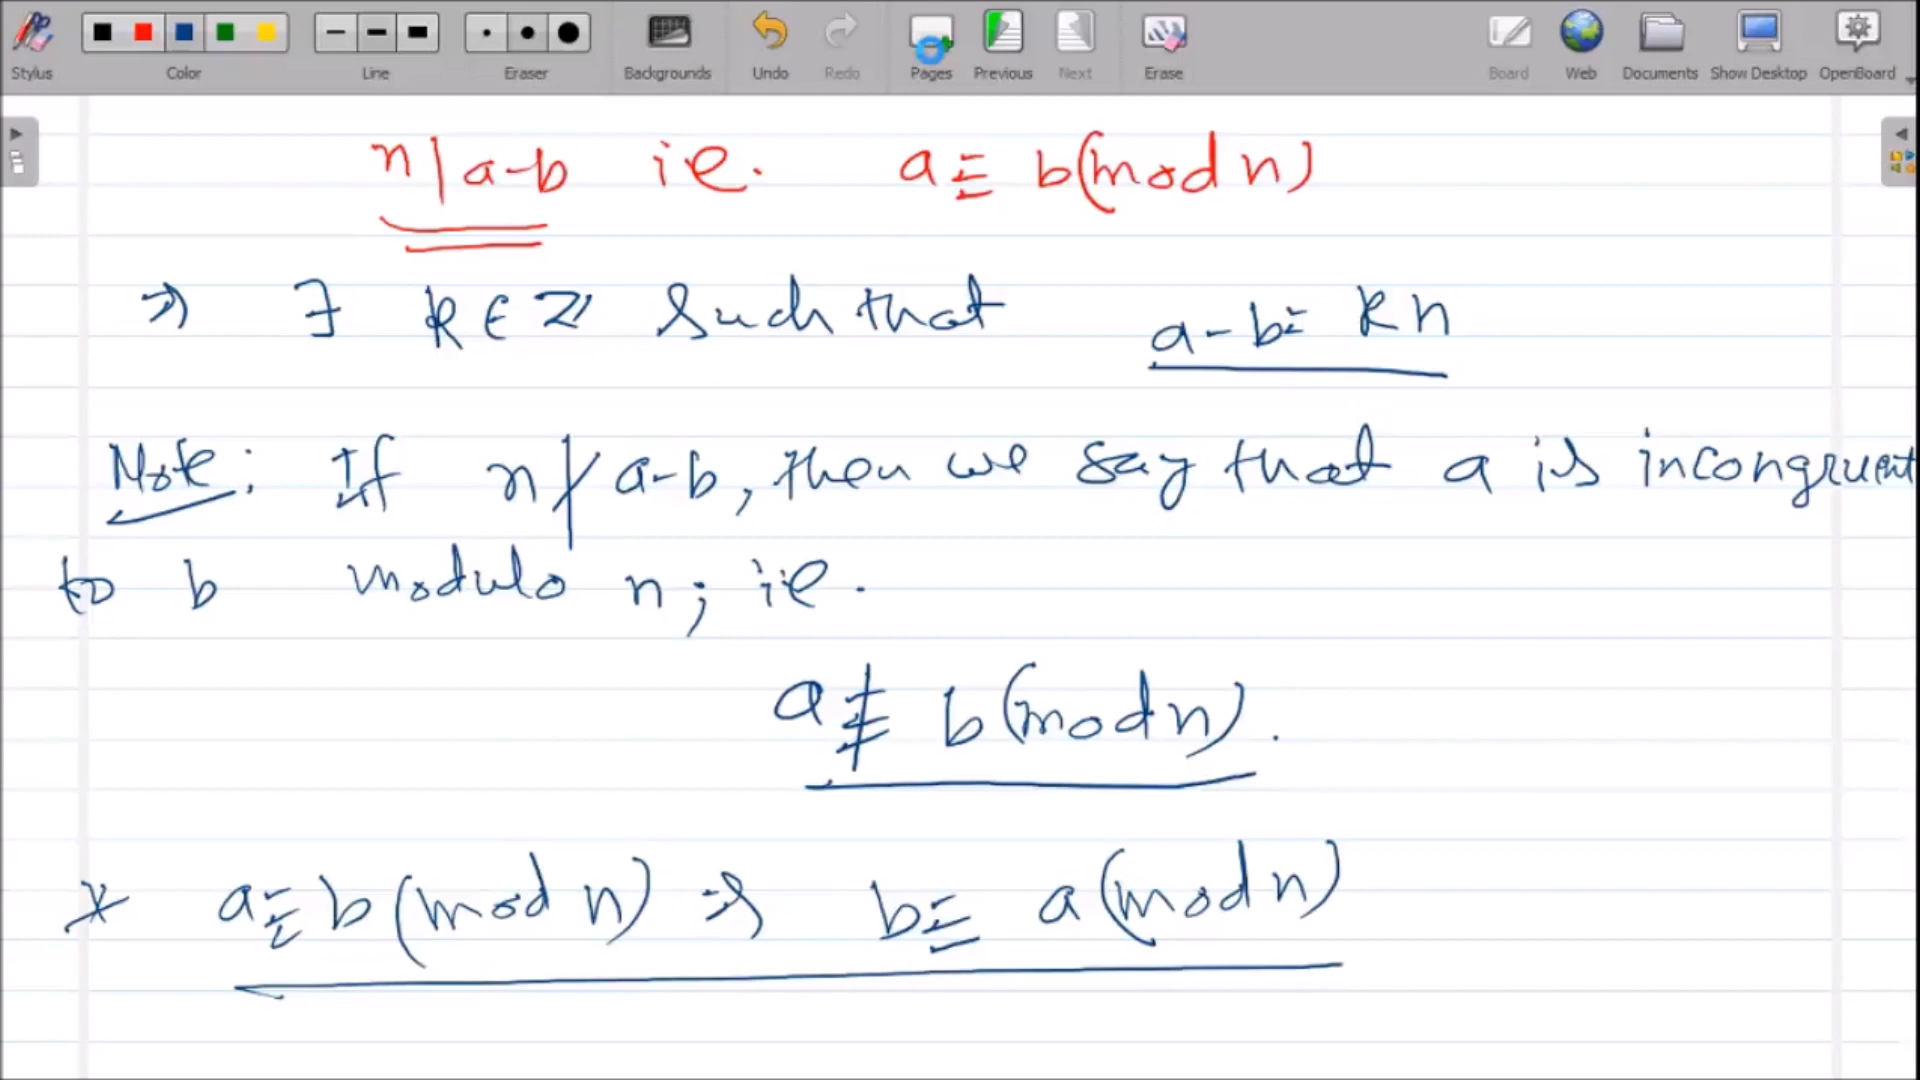 Stylus Color Line Eraser Backgrounds Undo Redo Pages Previous Next Erase Board Web Documents Show Desktop OpenBoard
n | a-b ie. a ≡ b (mod n)
⇒ ∃ k ∈ ℤ such that a - b = kn
Note: If n ∤ a-b, then we say that a is incongruent
to b modulo n; ie.
a ≢ b (mod n).
* a ≡ b (mod n) ⇒ b ≡ a (mod n)